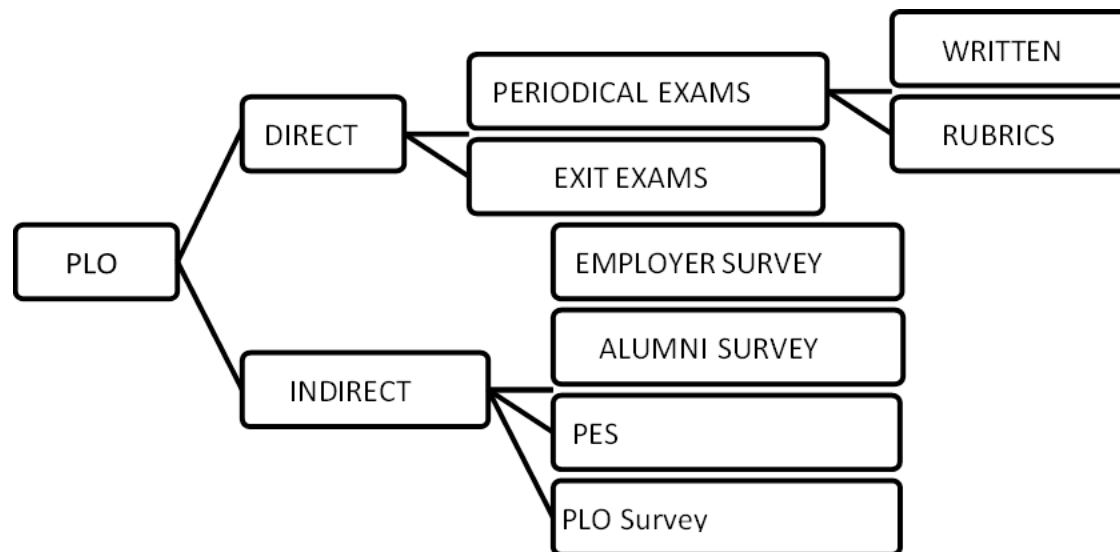 WRITTEN
PERIODICAL EXAMS
DIRECT
RUBRICS
EXIT EXAMS
PLO
EMPLOYER SURVEY
ALUMNI SURVEY
INDIRECT
PES
PLO Survey